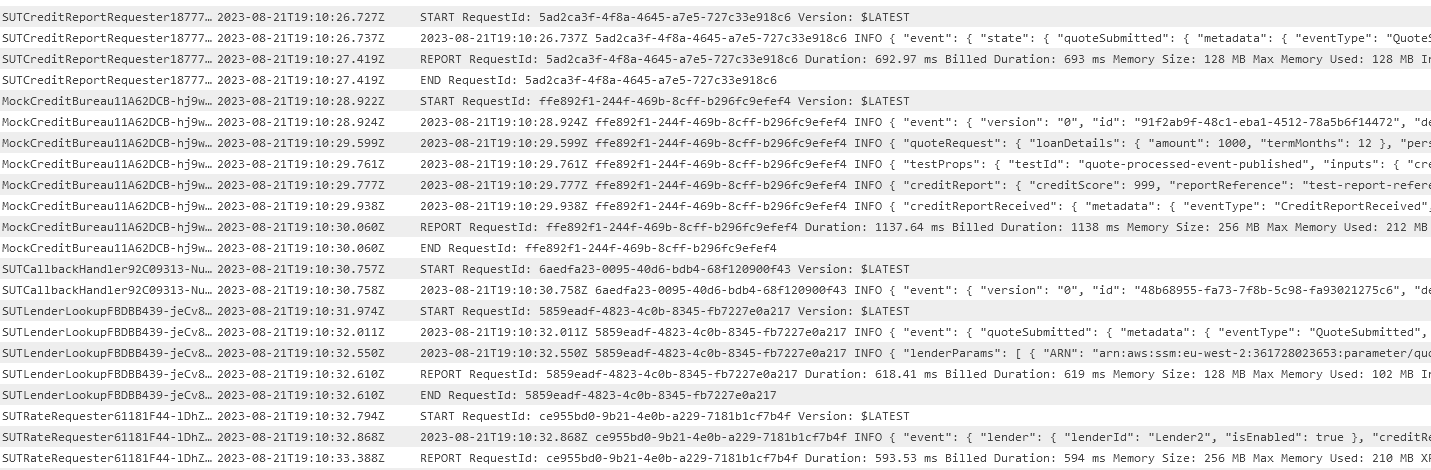 SUTCreditReportRequester18777… 2023-08-21T19:10:26.727Z START RequestId: 5ad2ca3f-4f8a-4645-a7e5-727c33e918c6 Version: $LATEST
SUTCreditReportRequester18777… 2023-08-21T19:10:26.737Z 2023-08-21T19:10:26.737Z 5ad2ca3f-4f8a-4645-a7e5-727c33e918c6 INFO { "event": { "state": { "quoteSubmitted": { "metadata": { "eventType": "QuoteS
SUTCreditReportRequester18777… 2023-08-21T19:10:27.419Z REPORT RequestId: 5ad2ca3f-4f8a-4645-a7e5-727c33e918c6 Duration: 692.97 ms Billed Duration: 693 ms Memory Size: 128 MB Max Memory Used: 128 MB In
SUTCreditReportRequester18777… 2023-08-21T19:10:27.419Z END RequestId: 5ad2ca3f-4f8a-4645-a7e5-727c33e918c6
MockCreditBureau11A62DCB-hj9w… 2023-08-21T19:10:28.922Z START RequestId: ffe892f1-244f-469b-8cff-b296fc9efef4 Version: $LATEST
MockCreditBureau11A62DCB-hj9w… 2023-08-21T19:10:28.924Z 2023-08-21T19:10:28.924Z ffe892f1-244f-469b-8cff-b296fc9efef4 INFO { "event": { "version": "0", "id": "91f2ab9f-48c1-eba1-4512-78a5b6f14472", "de
MockCreditBureau11A62DCB-hj9w… 2023-08-21T19:10:29.599Z 2023-08-21T19:10:29.599Z ffe892f1-244f-469b-8cff-b296fc9efef4 INFO { "quoteRequest": { "loanDetails": { "amount": 1000, "termMonths": 12 }, "pers
MockCreditBureau11A62DCB-hj9w… 2023-08-21T19:10:29.761Z 2023-08-21T19:10:29.761Z ffe892f1-244f-469b-8cff-b296fc9efef4 INFO { "testProps": { "testId": "quote-processed-event-published", "inputs": { "cre
MockCreditBureau11A62DCB-hj9w… 2023-08-21T19:10:29.777Z 2023-08-21T19:10:29.777Z ffe892f1-244f-469b-8cff-b296fc9efef4 INFO { "creditReport": { "creditScore": 999, "reportReference": "test-report-refere
MockCreditBureau11A62DCB-hj9w… 2023-08-21T19:10:29.938Z 2023-08-21T19:10:29.938Z ffe892f1-244f-469b-8cff-b296fc9efef4 INFO { "creditReportReceived": { "metadata": { "eventType": "CreditReportReceived",
MockCreditBureau11A62DCB-hj9w… 2023-08-21T19:10:30.060Z REPORT RequestId: ffe892f1-244f-469b-8cff-b296fc9efef4 Duration: 1137.64 ms Billed Duration: 1138 ms Memory Size: 256 MB Max Memory Used: 212 MB
MockCreditBureau11A62DCB-hj9w… 2023-08-21T19:10:30.060Z END RequestId: ffe892f1-244f-469b-8cff-b296fc9efef4
SUTCallbackHandler92C09313-Nu… 2023-08-21T19:10:30.757Z START RequestId: 6aedfa23-0095-40d6-bdb4-68f120900f43 Version: $LATEST
SUTCallbackHandler92C09313-Nu… 2023-08-21T19:10:30.758Z 2023-08-21T19:10:30.758Z 6aedfa23-0095-40d6-bdb4-68f120900f43 INFO { "event": { "version": "0", "id": "48b68955-fa73-7f8b-5c98-fa93021275c6", "de
SUTLenderLookupFBDBB439-jeCv8… 2023-08-21T19:10:31.974Z START RequestId: 5859eadf-4823-4c0b-8345-fb7227e0a217 Version: $LATEST
SUTLenderLookupFBDBB439-jeCv8… 2023-08-21T19:10:32.011Z 2023-08-21T19:10:32.011Z 5859eadf-4823-4c0b-8345-fb7227e0a217 INFO { "event": { "quoteSubmitted": { "metadata": { "eventType": "QuoteSubmitted",
SUTLenderLookupFBDBB439-jeCv8… 2023-08-21T19:10:32.550Z 2023-08-21T19:10:32.550Z 5859eadf-4823-4c0b-8345-fb7227e0a217 INFO { "lenderParams": [ { "ARN": "arn:aws:ssm:eu-west-2:361728023653:parameter/quo
SUTLenderLookupFBDBB439-jeCv8… 2023-08-21T19:10:32.610Z REPORT RequestId: 5859eadf-4823-4c0b-8345-fb7227e0a217 Duration: 618.41 ms Billed Duration: 619 ms Memory Size: 128 MB Max Memory Used: 102 MB In
SUTLenderLookupFBDBB439-jeCv8… 2023-08-21T19:10:32.610Z END RequestId: 5859eadf-4823-4c0b-8345-fb7227e0a217
SUTRateRequester61181F44-lDhZ… 2023-08-21T19:10:32.794Z START RequestId: ce955bd0-9b21-4e0b-a229-7181b1cf7b4f Version: $LATEST
SUTRateRequester61181F44-lDhZ… 2023-08-21T19:10:32.868Z 2023-08-21T19:10:32.868Z ce955bd0-9b21-4e0b-a229-7181b1cf7b4f INFO { "event": { "lender": { "lenderId": "Lender2", "isEnabled": true }, "creditRe
SUTRateRequester61181F44-lDhZ… 2023-08-21T19:10:33.388Z REPORT RequestId: ce955bd0-9b21-4e0b-a229-7181b1cf7b4f Duration: 593.53 ms Billed Duration: 594 ms Memory Size: 256 MB Max Memory Used: 210 MB XR